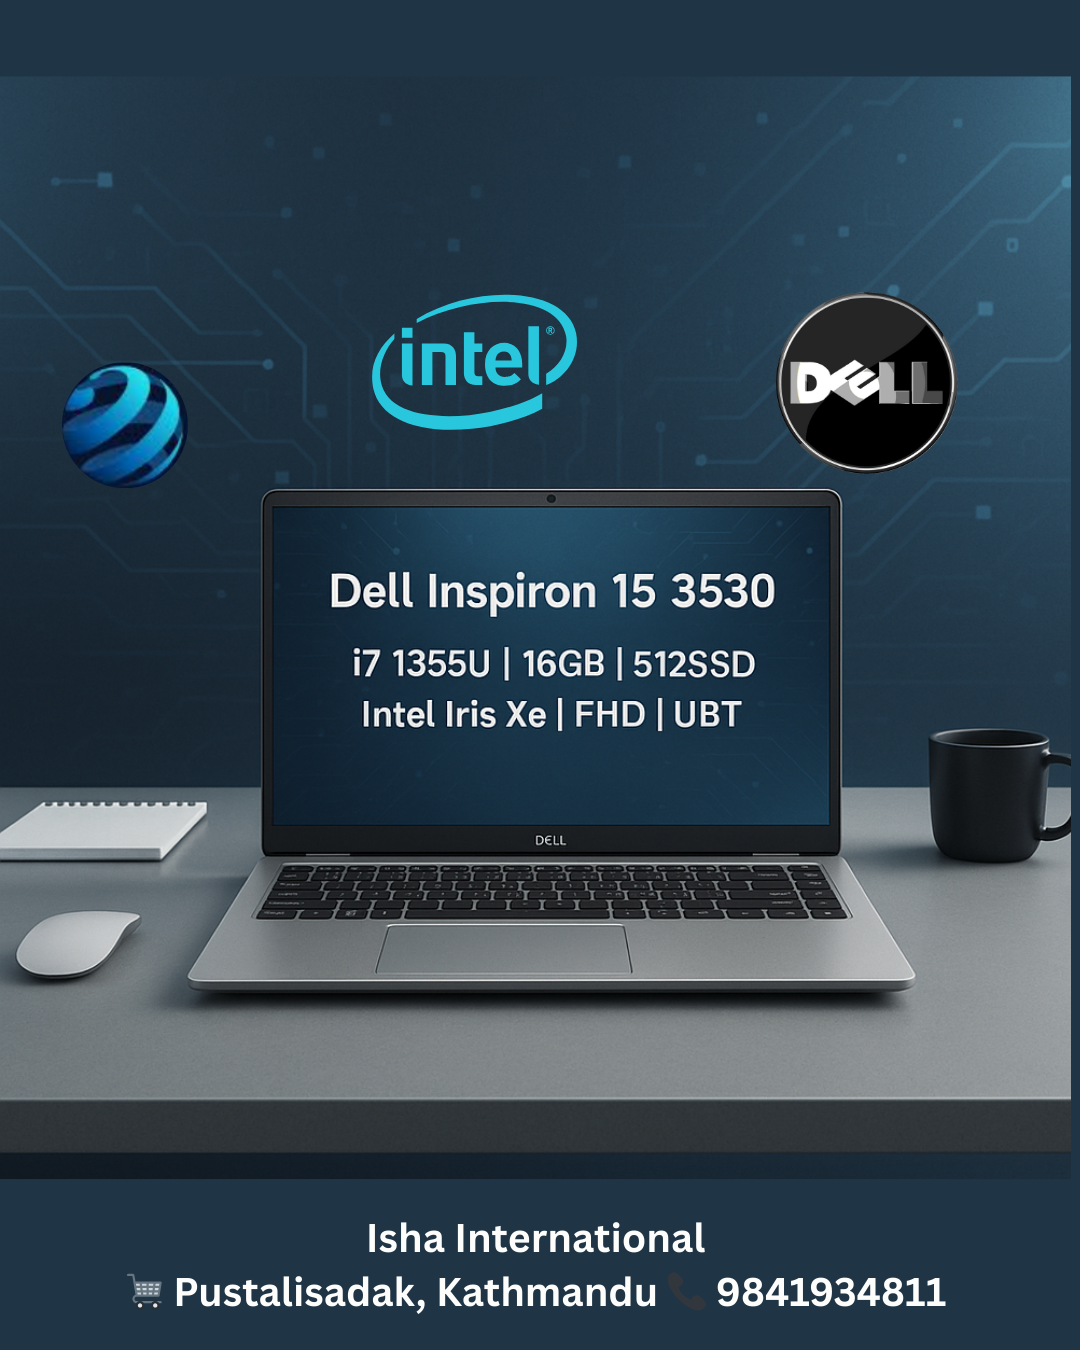 intel®
DELL
Dell Inspiron 15 3530
i7 1355U | 16GB | 512SSD
Intel Iris Xe | FHD | UBT
DELL
Isha International
Pustalisadak, Kathmandu 9841934811